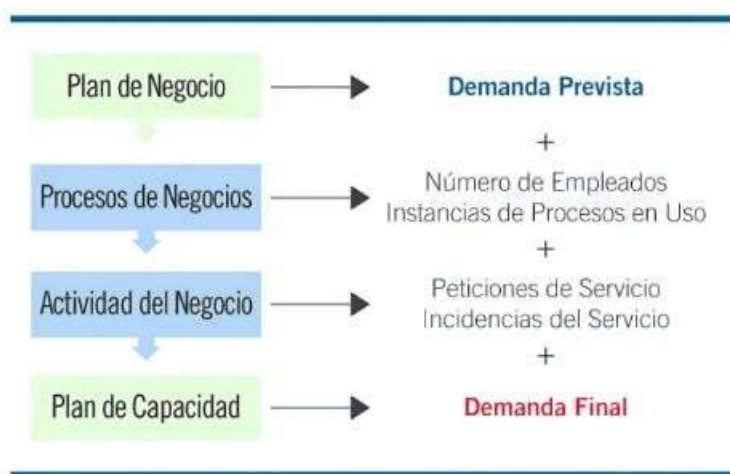 Plan de Negocio
Demanda Prevista
+
Procesos de Negocios
Número de Empleados
Instancias de Procesos en Uso
+
Actividad del Negocio
Peticiones de Servicio
Incidencias del Servicio
+
Plan de Capacidad
Demanda Final